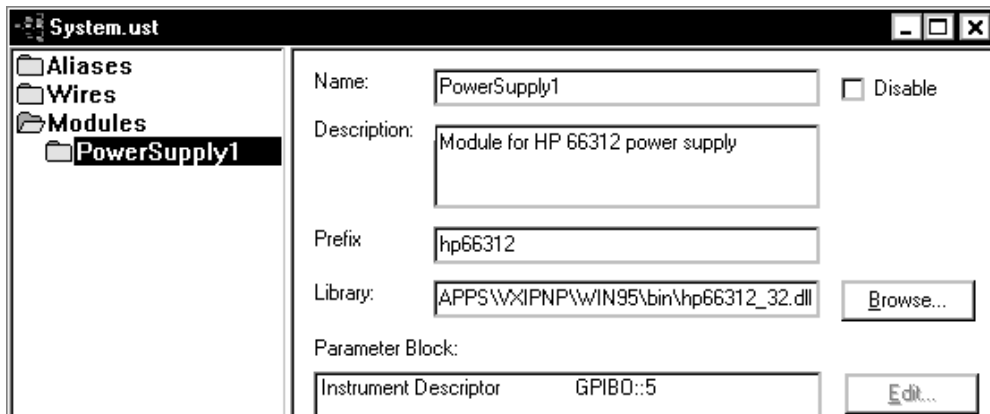 System.ust
Aliases
Wires
Modules
PowerSupply1
Name: PowerSupply1 Disable
Description: Module for HP 66312 power supply
Prefix hp66312
Library: APPS\VXIPNP\WIN95\bin\hp66312_32.dll Browse...
Parameter Block:
Instrument Descriptor GPIB0::5 Edit...